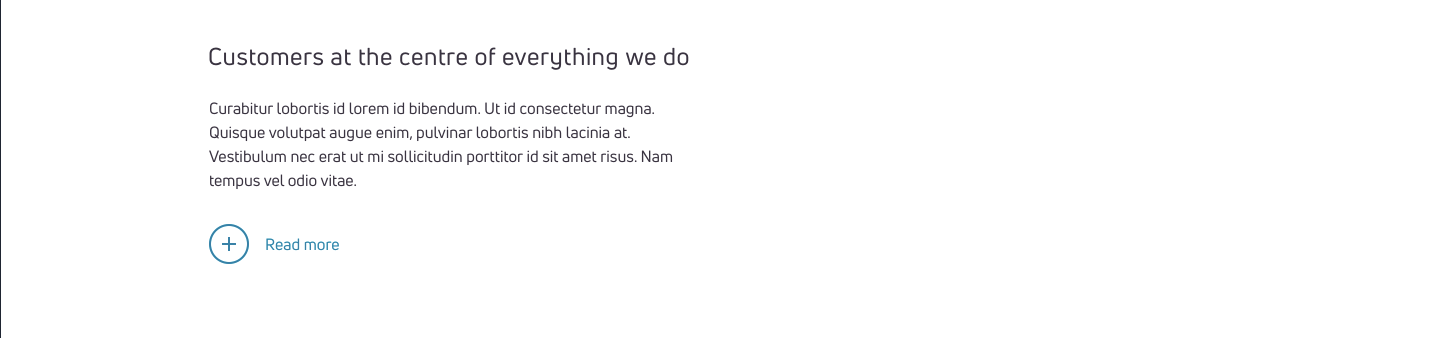 Customers at the centre of everything we do
Curabitur lobortis id lorem id bibendum. Ut id consectetur magna.
Quisque volutpat augue enim, pulvinar lobortis nibh lacinia at.
Vestibulum nec erat ut mi sollicitudin porttitor id sit amet risus. Nam
tempus vel odio vitae.
Read more